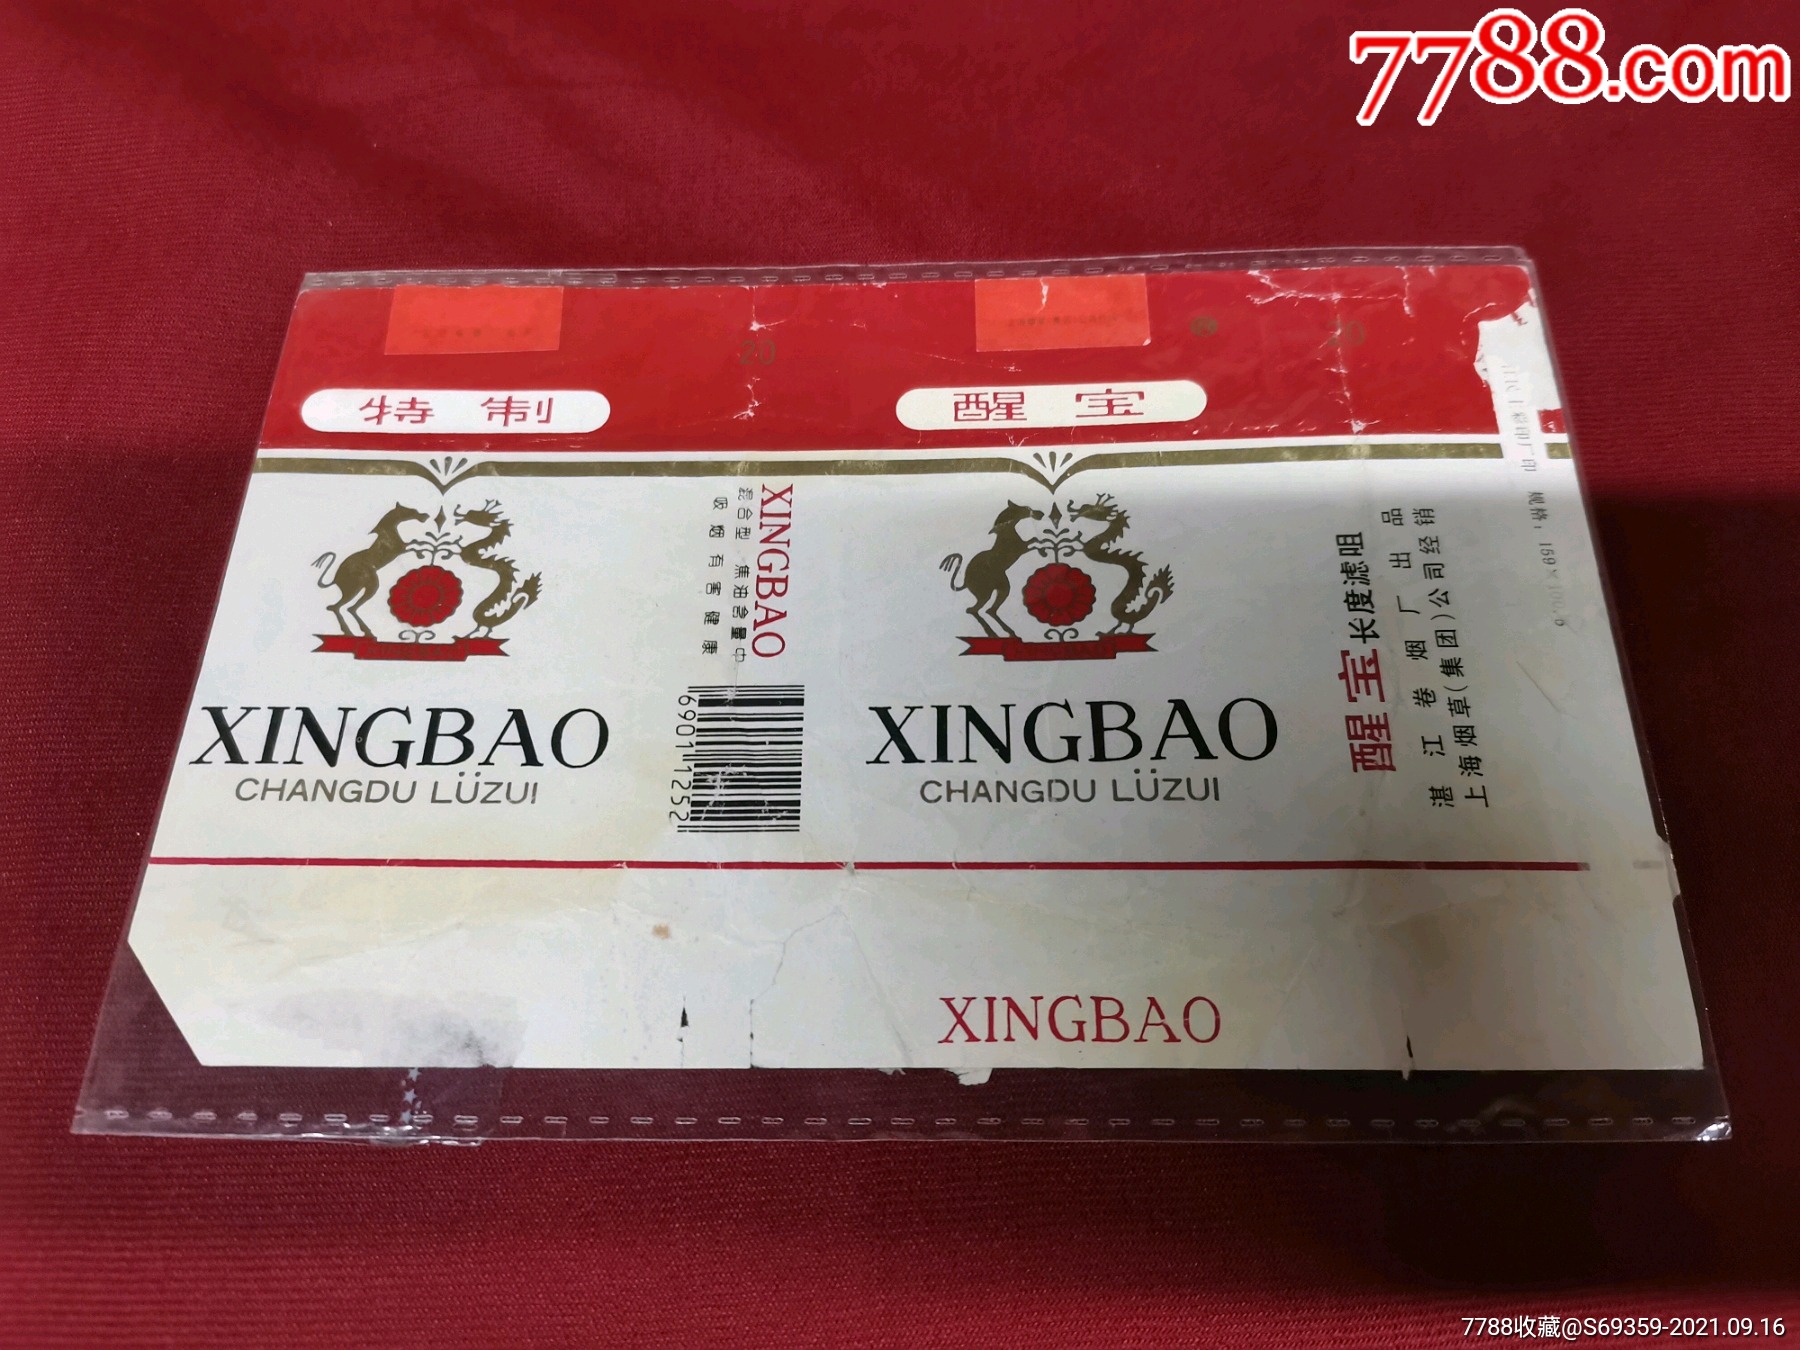 7788.com
20
20
特制
醒宝
XINGBAO
混合型 焦油含量中
吸烟有害健康
XINGBAO
CHANGDU LÜZUI
6901 1252
XINGBAO
CHANGDU LÜZUI
醒宝长度滤咀
湛江卷烟厂出品
上海烟草(集团)公司经销
规格:
XINGBAO
7788收藏@S69359-2021.09.16